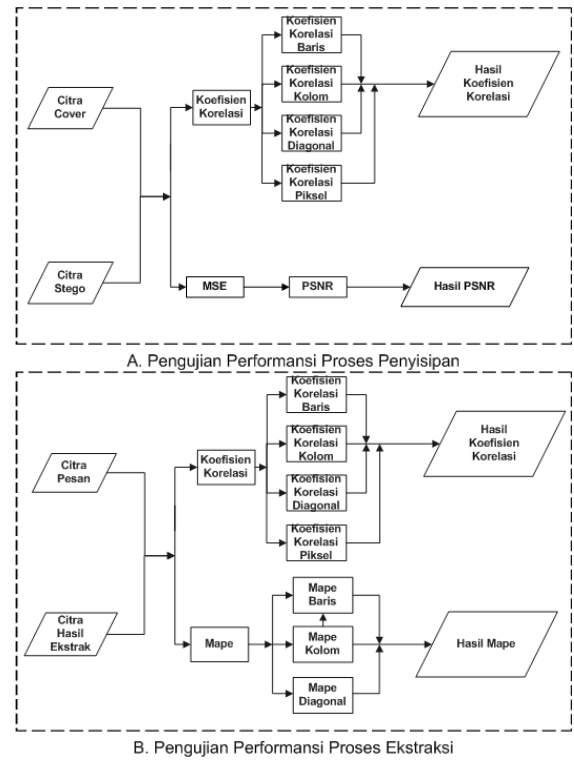 Citra
Cover
Citra
Stego
Koefisien
Korelasi
Koefisien
Korelasi
Baris
Koefisien
Korelasi
Kolom
Koefisien
Korelasi
Diagonal
Koefisien
Korelasi
Piksel
Hasil
Koefisien
Korelasi
MSE
PSNR
Hasil PSNR
A. Pengujian Performansi Proses Penyisipan
Citra
Pesan
Citra
Hasil
Ekstrak
Koefisien
Korelasi
Koefisien
Korelasi
Baris
Koefisien
Korelasi
Kolom
Koefisien
Korelasi
Diagonal
Koefisien
Korelasi
Piksel
Hasil
Koefisien
Korelasi
Mape
Mape
Baris
Mape
Kolom
Mape
Diagonal
Hasil Mape
B. Pengujian Performansi Proses Ekstraksi